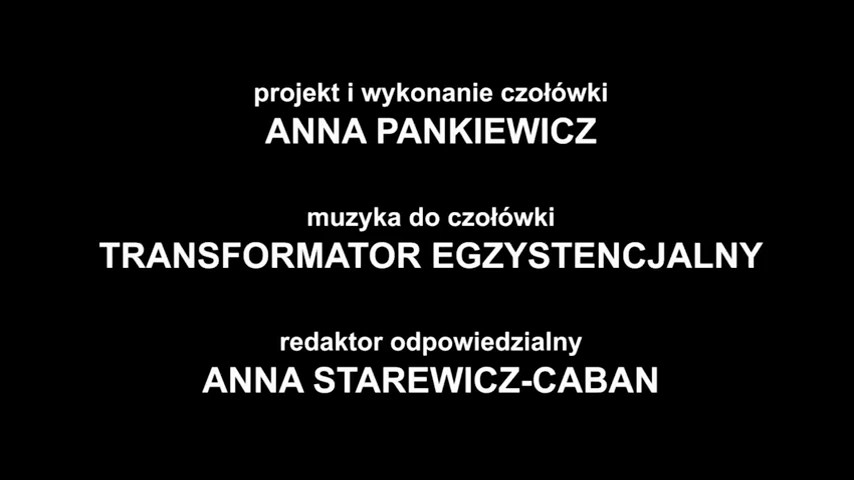 projekt i wykonanie czołówki
ANNA PANKIEWICZ
muzyka do czołówki
TRANSFORMATOR EGZYSTENCJALNY
redaktor odpowiedzialny
ANNA STAREWICZ-CABAN